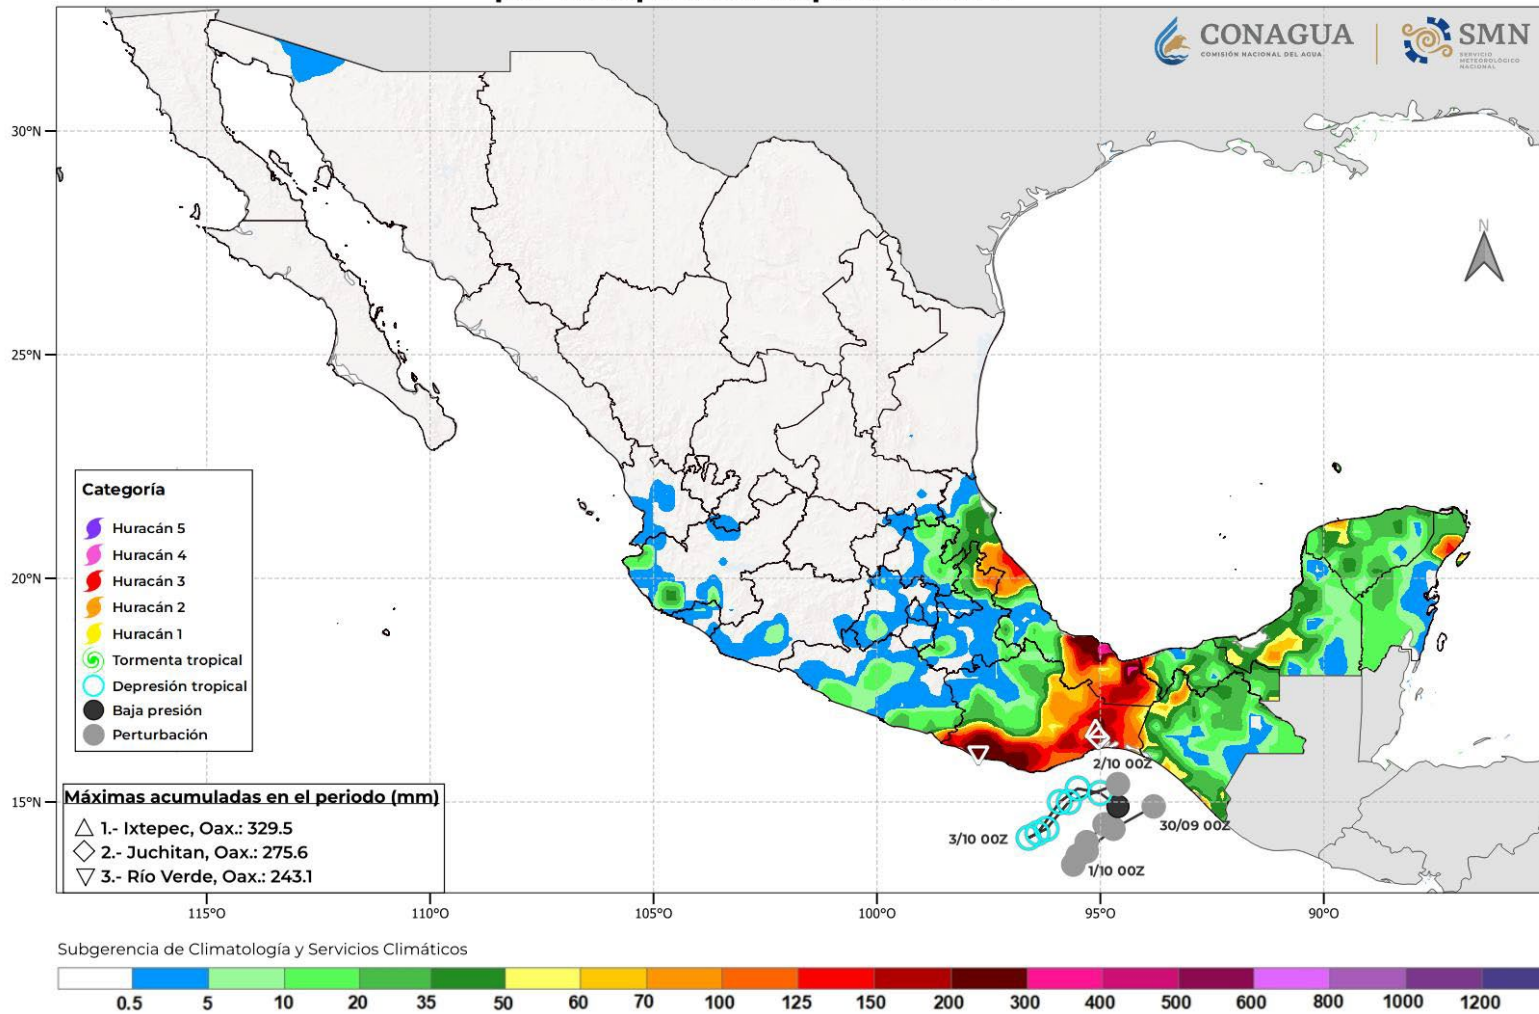 CONAGUA
COMISIÓN NACIONAL DEL AGUA
SMN
SERVICIO
METEOROLÓGICO
NACIONAL
N
30°N
25°N
20°N
15°N
Categoría
Huracán 5
Huracán 4
Huracán 3
Huracán 2
Huracán 1
Tormenta tropical
Depresión tropical
Baja presión
Perturbación
2/10 00Z
30/09 00Z
3/10 00Z
1/10 00Z
Máximas acumuladas en el periodo (mm)
1.- Ixtepec, Oax.: 329.5
2.- Juchitan, Oax.: 275.6
3.- Río Verde, Oax.: 243.1
115°O 110°O 105°O 100°O 95°O 90°O
Subgerencia de Climatología y Servicios Climáticos
0.5 5 10 20 35 50 60 70 100 125 150 200 300 400 500 600 800 1000 1200